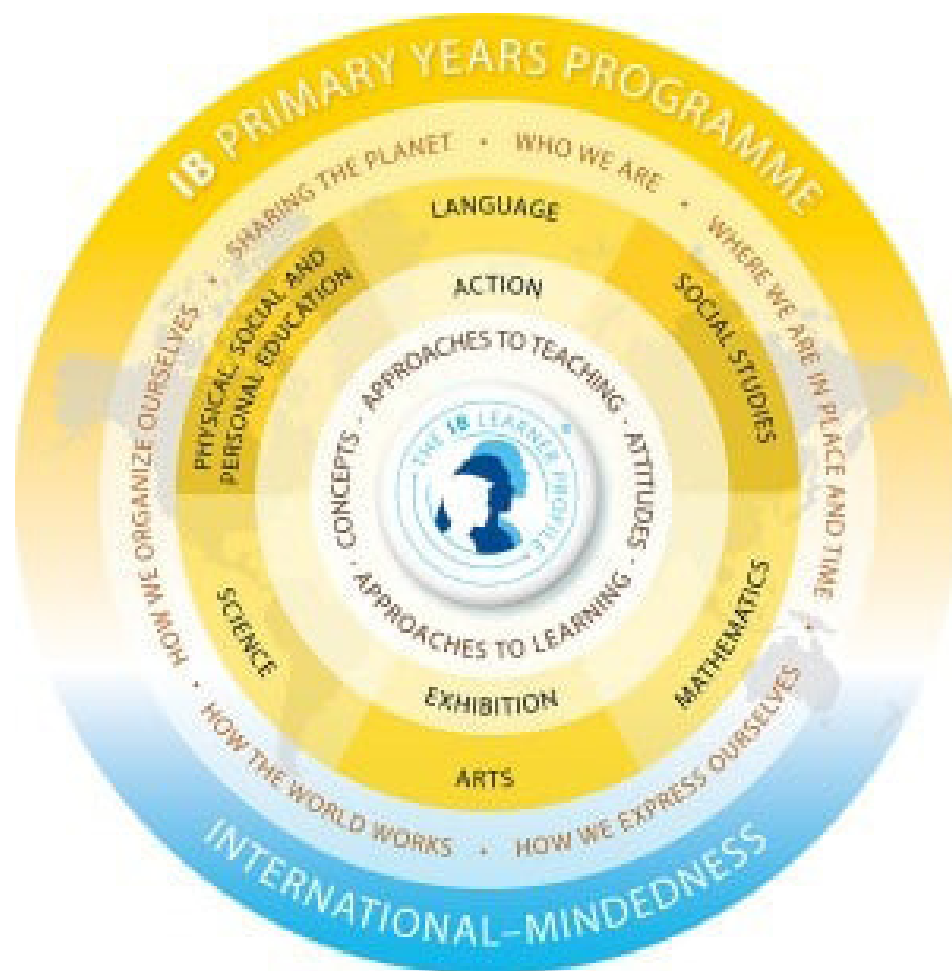 IB PRIMARY YEARS PROGRAMME
SHARING THE PLANET • WHO WE ARE • WHERE WE ARE IN PLACE AND TIME •
HOW WE EXPRESS OURSELVES • HOW THE WORLD WORKS • HOW WE ORGANIZE OURSELVES •
LANGUAGE
SOCIAL STUDIES
MATHEMATICS
ARTS
SCIENCE
PHYSICAL, SOCIAL AND
PERSONAL EDUCATION
ACTION
EXHIBITION
APPROACHES TO TEACHING · ATTITUDES ·
APPROACHES TO LEARNING · CONCEPTS ·
THE IB LEARNER PROFILE
INTERNATIONAL–MINDEDNESS